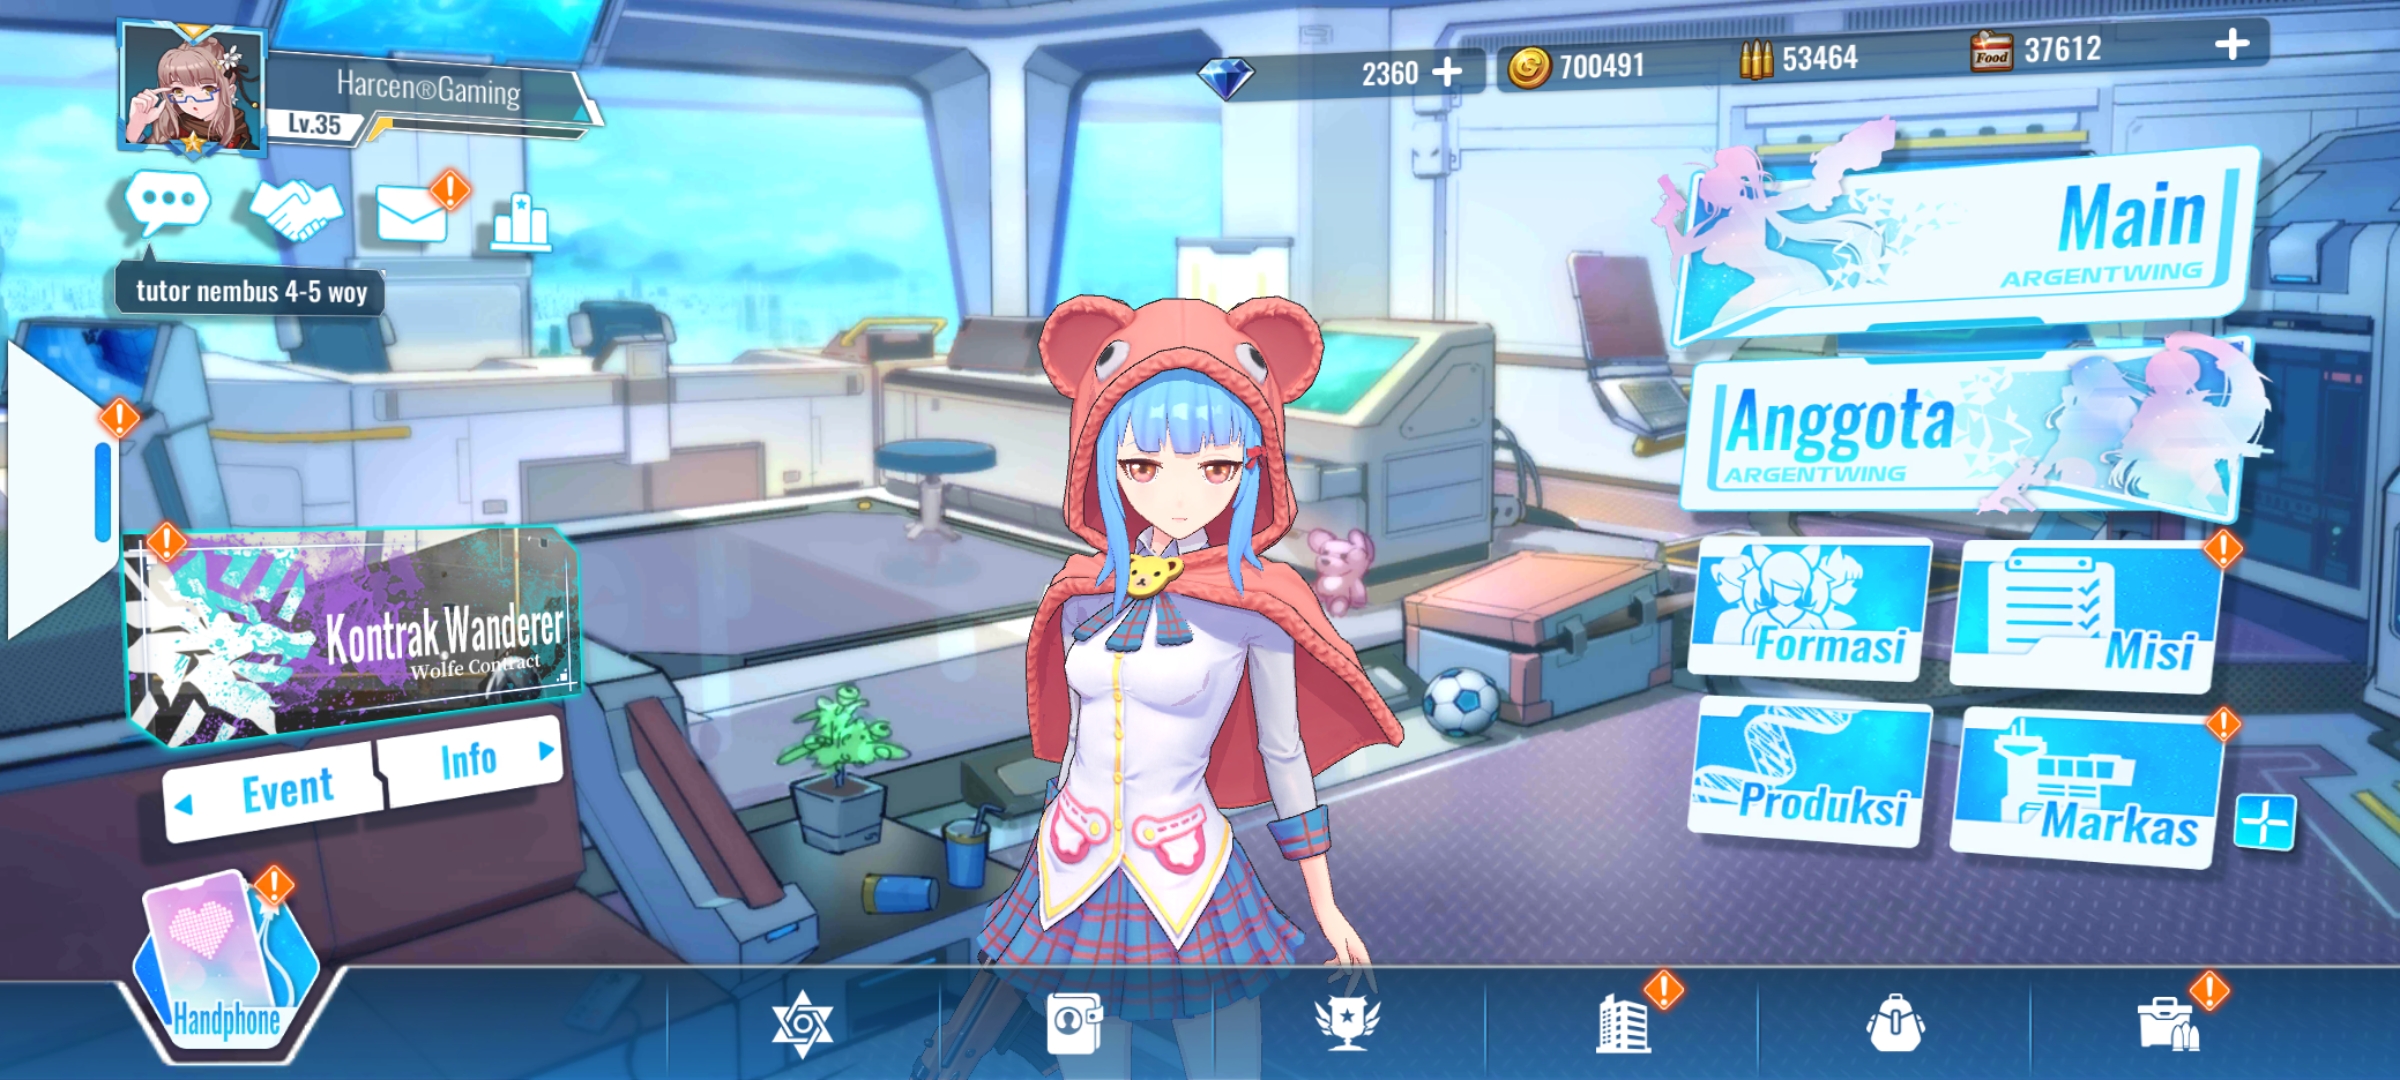 Harcen®Gaming
Lv.35
2360
700491
53464
Food
37612
tutor nembus 4-5 woy
Main
ARGENTWING
Anggota
ARGENTWING
Kontrak Wanderer
Wolfe Contract
Event
Info
Formasi
Misi
Produksi
Markas
Handphone